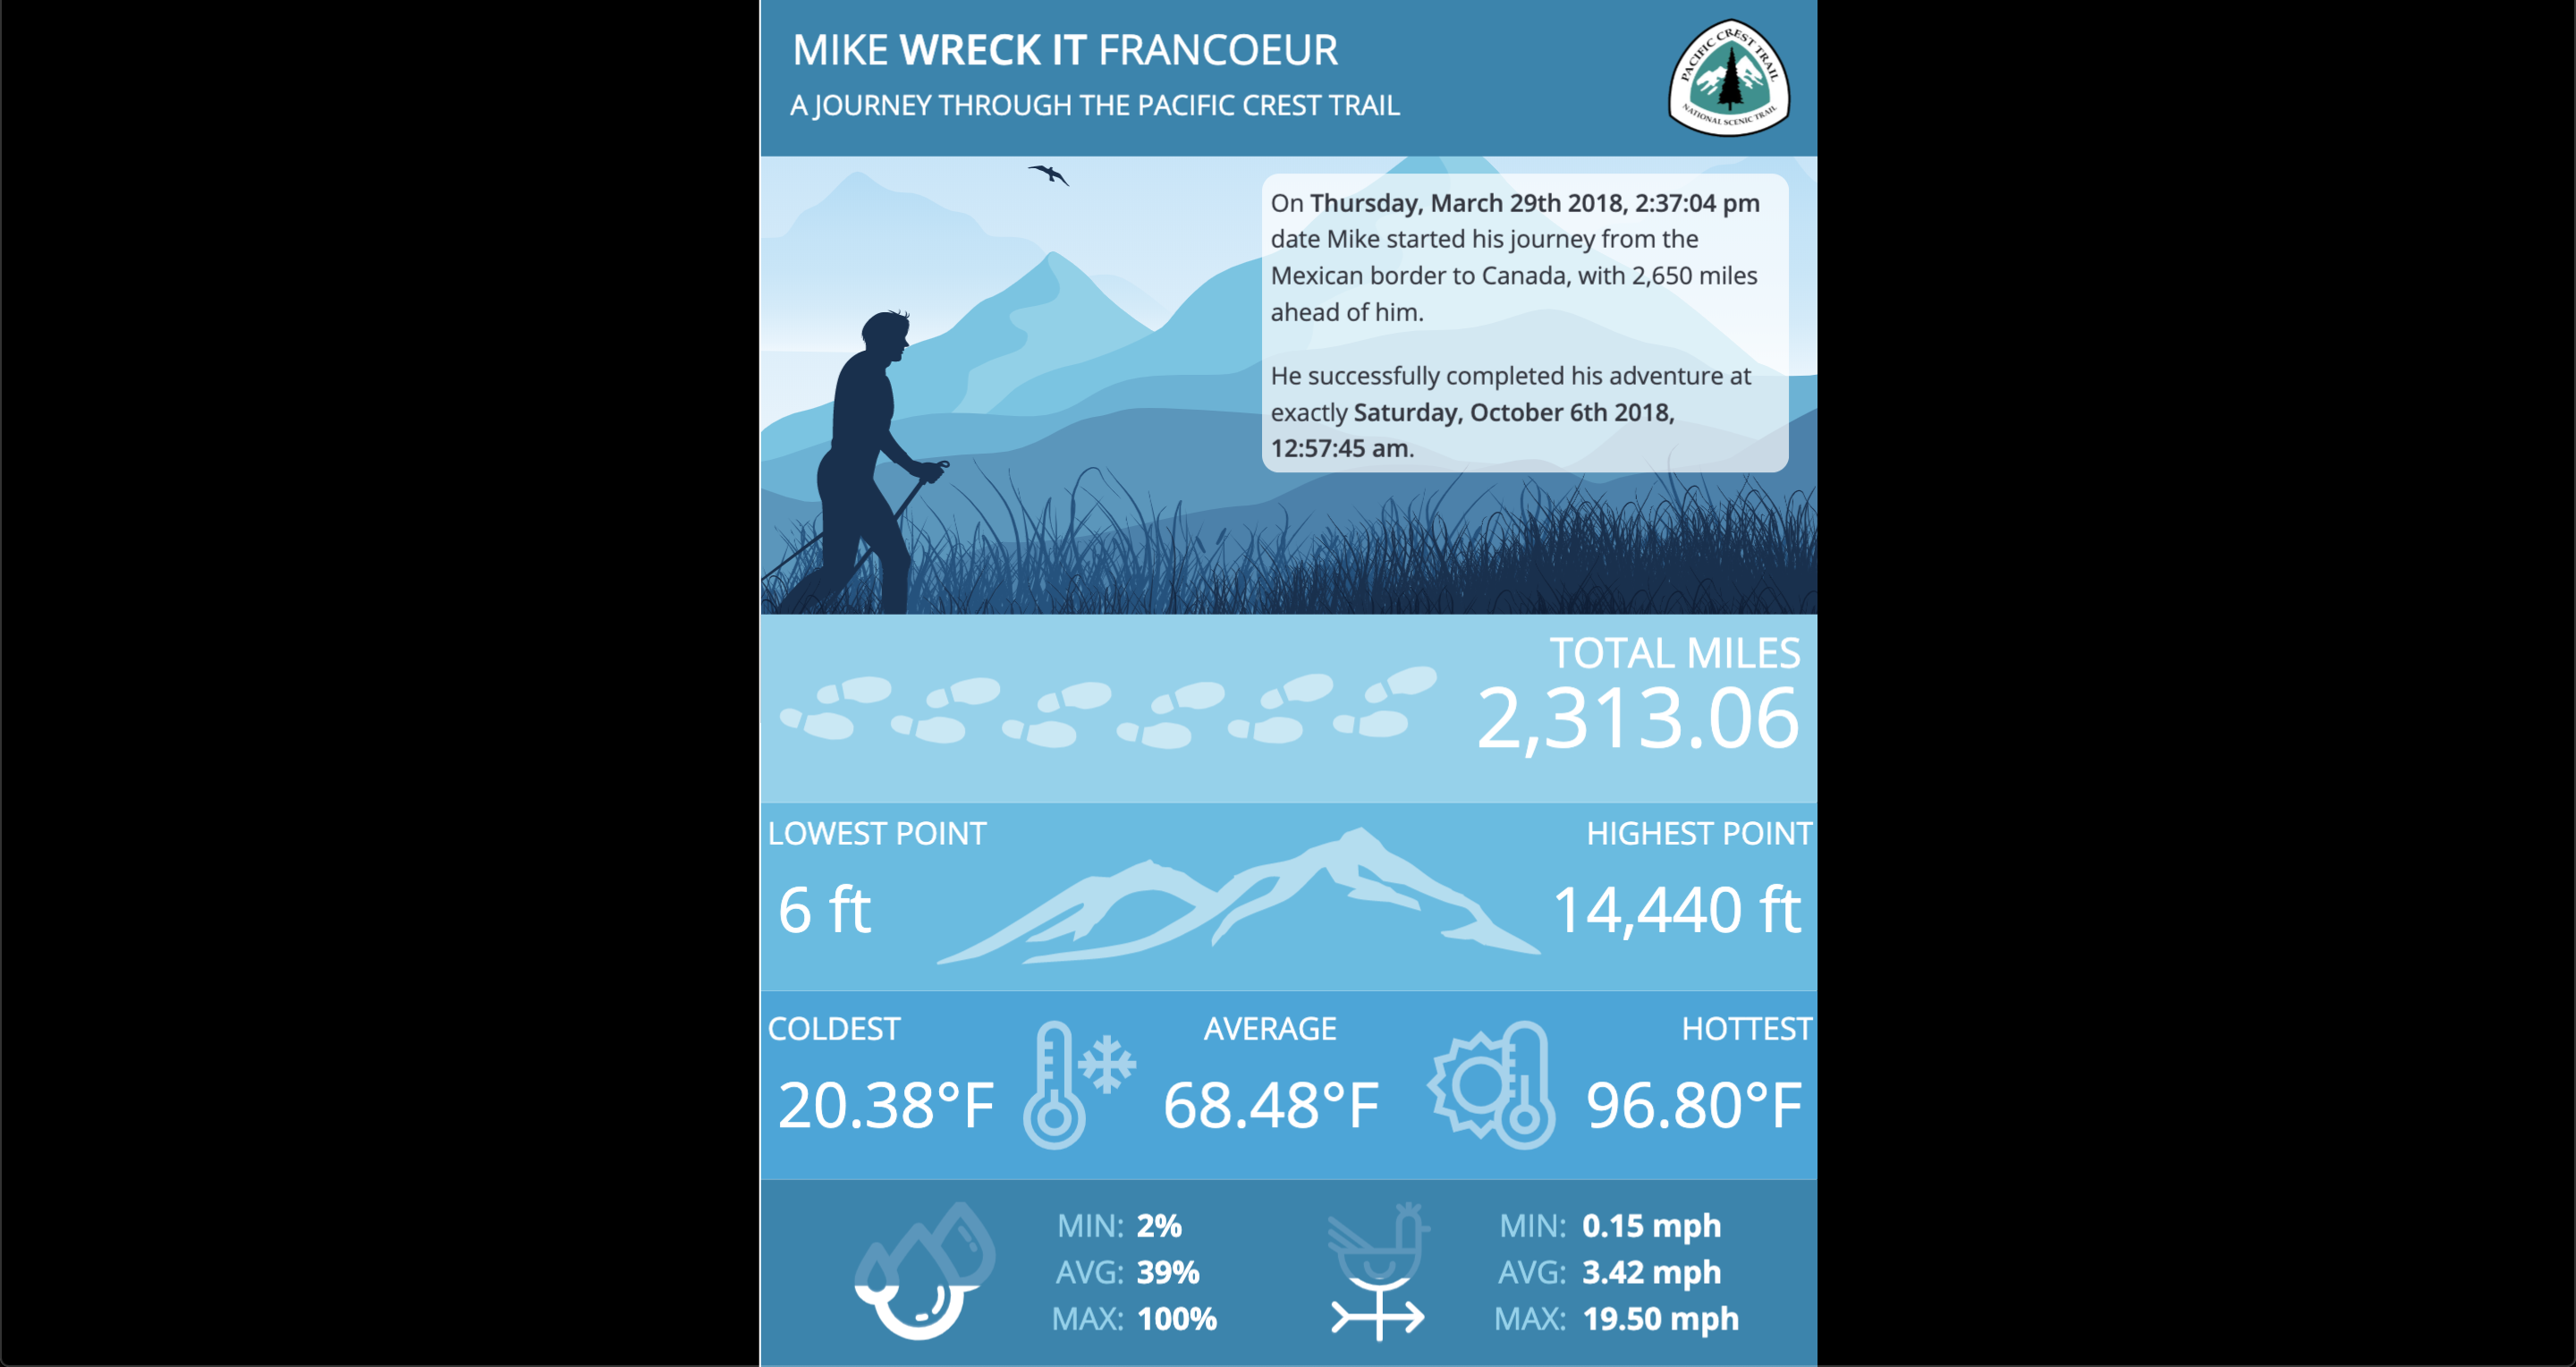 MIKE WRECK IT FRANCOEUR
A JOURNEY THROUGH THE PACIFIC CREST TRAIL
PACIFIC CREST TRAIL
NATIONAL SCENIC TRAIL
On Thursday, March 29th 2018, 2:37:04 pm
date Mike started his journey from the
Mexican border to Canada, with 2,650 miles
ahead of him.
He successfully completed his adventure at
exactly Saturday, October 6th 2018,
12:57:45 am.
TOTAL MILES
2,313.06
LOWEST POINT
6 ft
HIGHEST POINT
14,440 ft
COLDEST
20.38°F
AVERAGE
68.48°F
HOTTEST
96.80°F
MIN: 2%
AVG: 39%
MAX: 100%
MIN: 0.15 mph
AVG: 3.42 mph
MAX: 19.50 mph